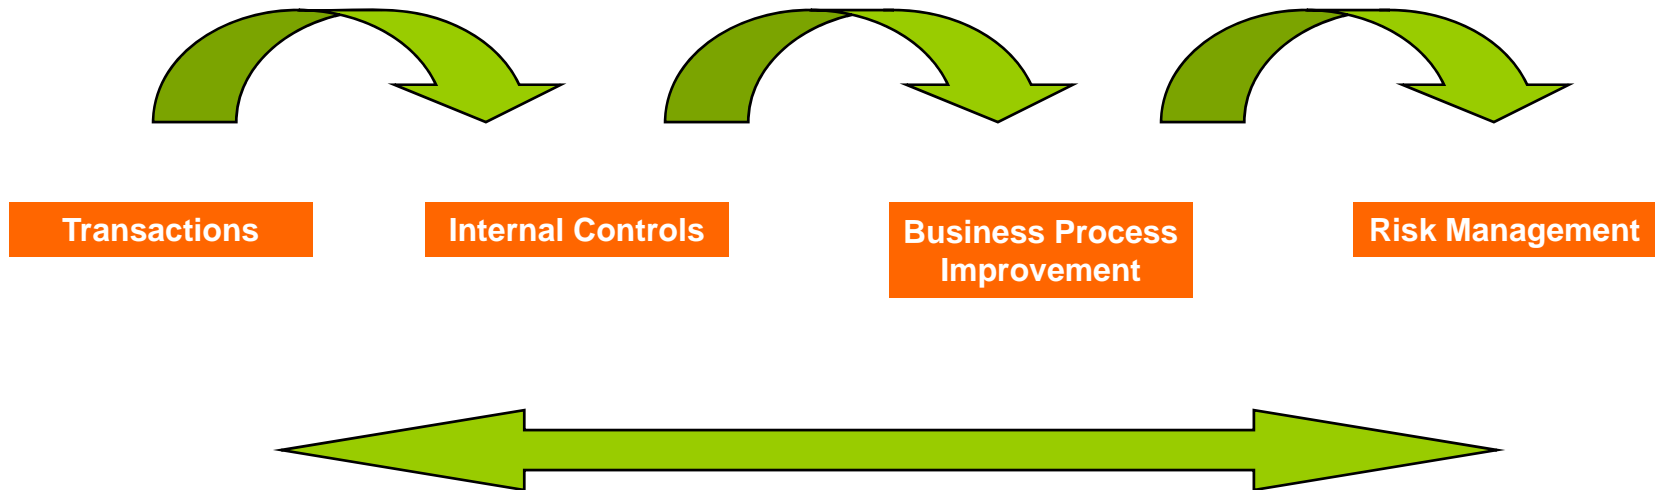 Transactions
Internal Controls
Business Process
Improvement
Risk Management